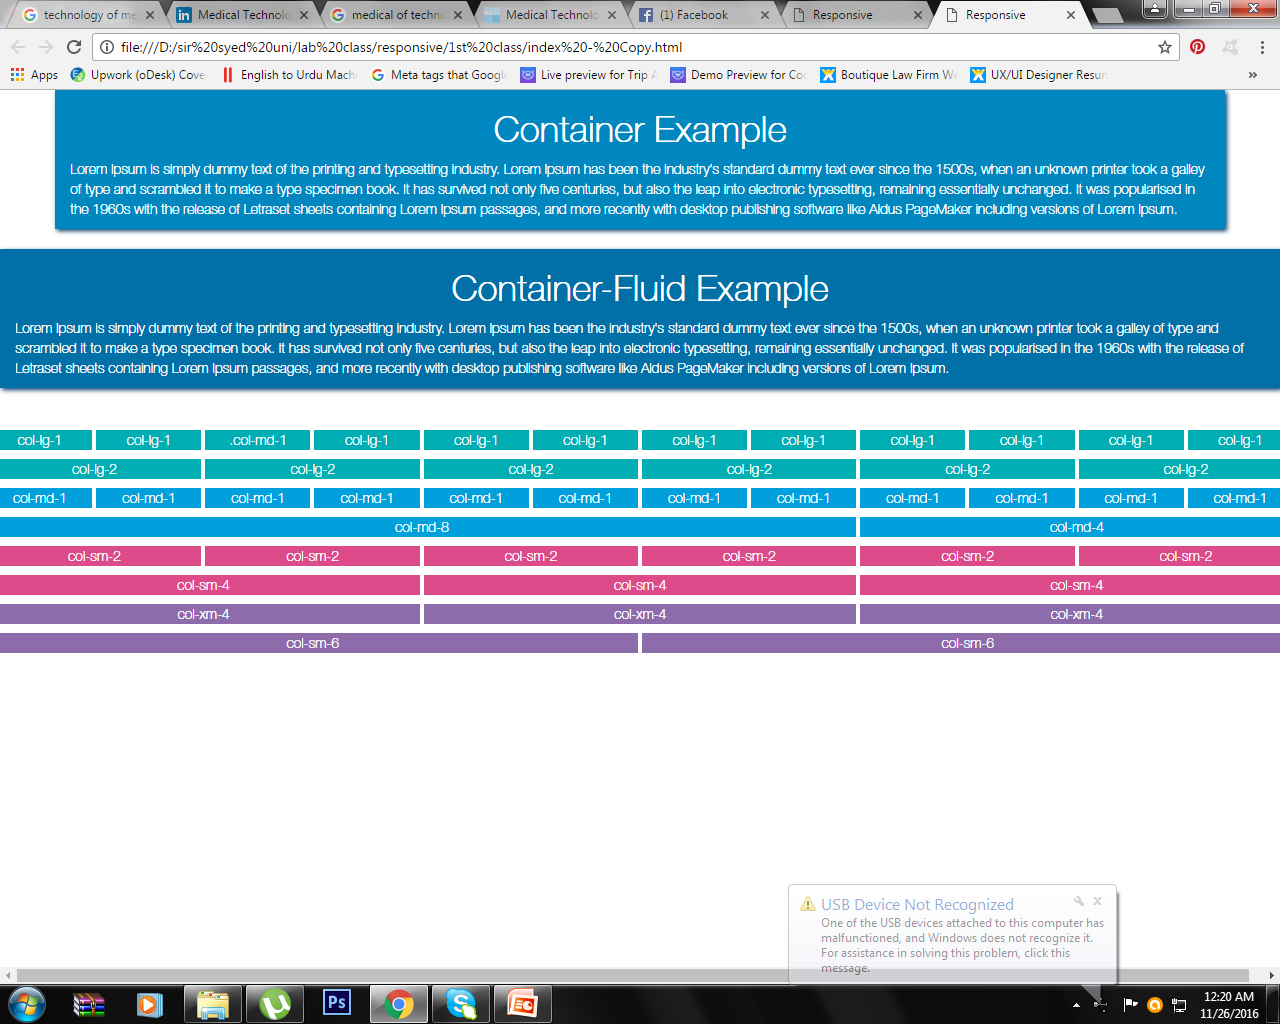 technology of me
Medical Technolo
medical of techno
Medical Technolo
(1) Facebook
Responsive
Responsive
file:///D:/sir%20syed%20uni/lab%20class/responsive/1st%20class/index%20-%20Copy.html
Apps
Upwork (oDesk) Cove
English to Urdu Mach
Meta tags that Google
Live preview for Trip A
Demo Preview for Coc
Boutique Law Firm We
UX/UI Designer Resum
»
Container Example
Lorem Ipsum is simply dummy text of the printing and typesetting industry. Lorem Ipsum has been the industry's standard dummy text ever since the 1500s, when an unknown printer took a galley
of type and scrambled it to make a type specimen book. It has survived not only five centuries, but also the leap into electronic typesetting, remaining essentially unchanged. It was popularised in
the 1960s with the release of Letraset sheets containing Lorem Ipsum passages, and more recently with desktop publishing software like Aldus PageMaker including versions of Lorem Ipsum.
Container-Fluid Example
Lorem Ipsum is simply dummy text of the printing and typesetting industry. Lorem Ipsum has been the industry's standard dummy text ever since the 1500s, when an unknown printer took a galley of type and
scrambled it to make a type specimen book. It has survived not only five centuries, but also the leap into electronic typesetting, remaining essentially unchanged. It was popularised in the 1960s with the release of
Letraset sheets containing Lorem Ipsum passages, and more recently with desktop publishing software like Aldus PageMaker including versions of Lorem Ipsum.
col-lg-1 col-lg-1 .col-md-1 col-lg-1 col-lg-1 col-lg-1 col-lg-1 col-lg-1 col-lg-1 col-lg-1 col-lg-1 col-lg-1
col-lg-2 col-lg-2 col-lg-2 col-lg-2 col-lg-2 col-lg-2
col-md-1 col-md-1 col-md-1 col-md-1 col-md-1 col-md-1 col-md-1 col-md-1 col-md-1 col-md-1 col-md-1 col-md-1
col-md-8 col-md-4
col-sm-2 col-sm-2 col-sm-2 col-sm-2 col-sm-2 col-sm-2
col-sm-4 col-sm-4 col-sm-4
col-xm-4 col-xm-4 col-xm-4
col-sm-6 col-sm-6
USB Device Not Recognized
One of the USB devices attached to this computer has
malfunctioned, and Windows does not recognize it.
For assistance in solving this problem, click this
message.
Ps
12:20 AM
11/26/2016